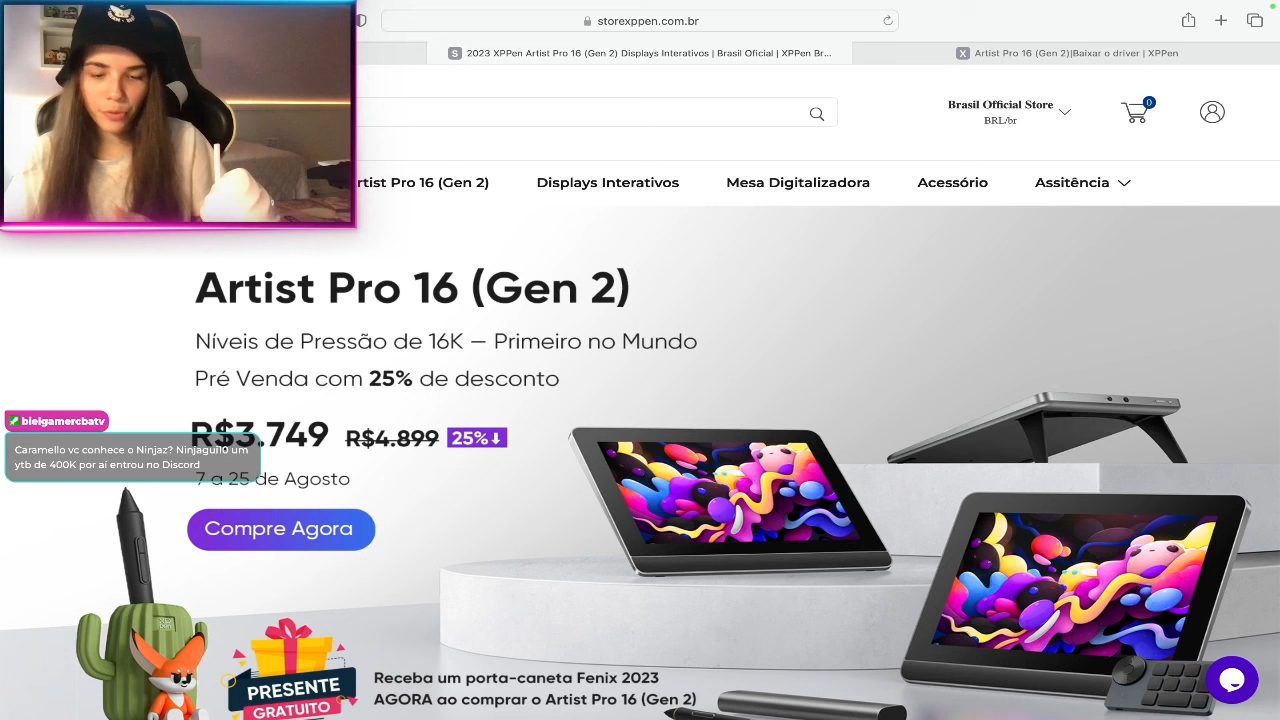 storexppen.com.br
S 2023 XPPen Artist Pro 16 (Gen 2) Displays Interativos | Brasil Oficial | XPPen Br...
X Artist Pro 16 (Gen 2)|Baixar o driver | XPPen
Brasil Official Store
BRL/br
0
rtist Pro 16 (Gen 2)
Displays Interativos
Mesa Digitalizadora
Acessório
Assitência
Artist Pro 16 (Gen 2)
Níveis de Pressão de 16K — Primeiro no Mundo
Pré Venda com 25% de desconto
bielgamercbatv
R$3.749 R$4.899 25%↓
Caramello vc conhece o Ninjaz? Ninjagui10 um
ytb de 400K por aí entrou no Discord
7 a 25 de Agosto
Compre Agora
PRESENTE
GRATUITO
Receba um porta-caneta Fenix 2023
AGORA ao comprar o Artist Pro 16 (Gen 2)